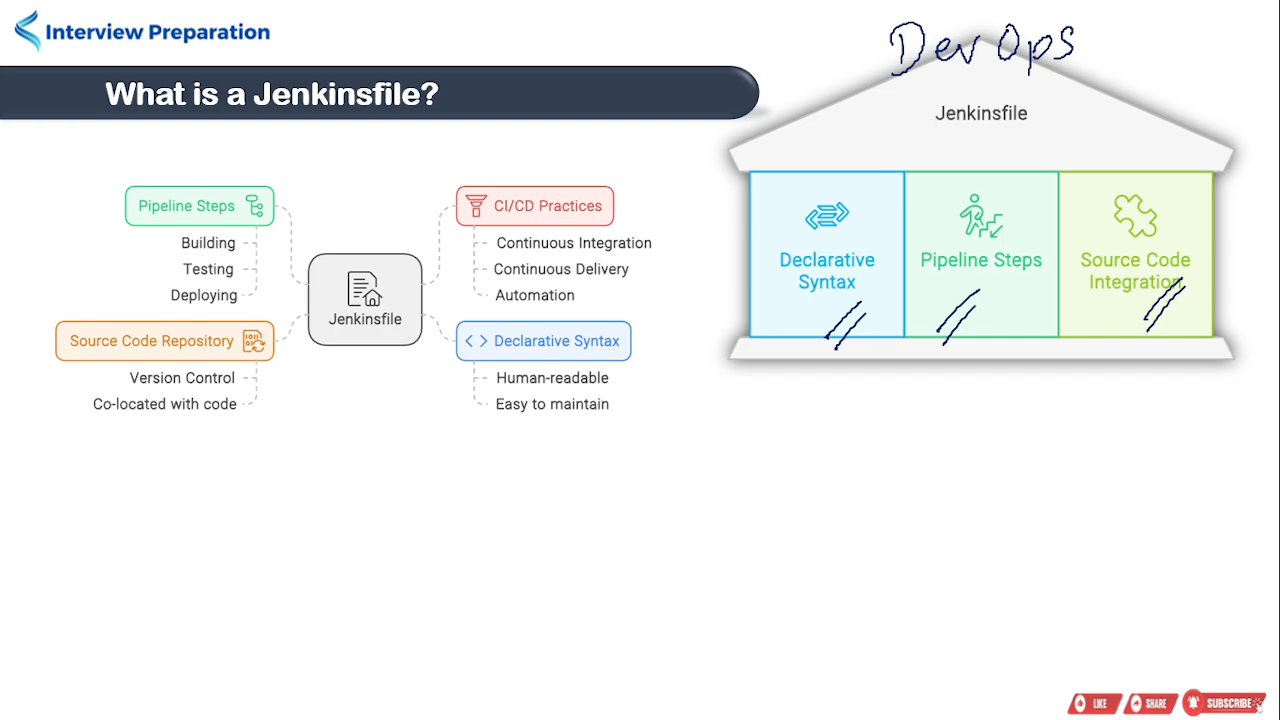 Interview Preparation
What is a Jenkinsfile?
Pipeline Steps
Building
Testing
Deploying
Source Code Repository
Version Control
Co-located with code
Jenkinsfile
CI/CD Practices
Continuous Integration
Continuous Delivery
Automation
Declarative Syntax
Human-readable
Easy to maintain
DevOps
Jenkinsfile
Declarative
Syntax
Pipeline Steps
Source Code
Integration
LIKE
SHARE
SUBSCRIBE